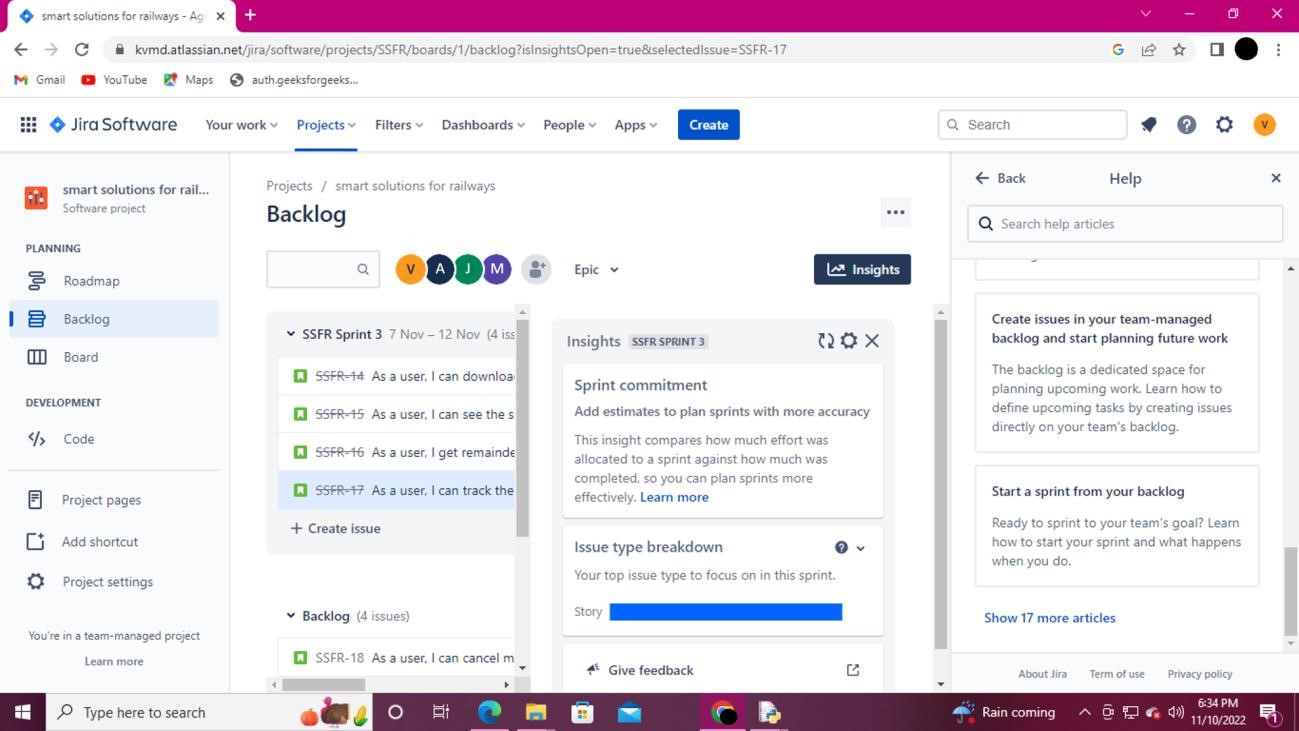 smart solutions for railways - Agi
kvmd.atlassian.net/jira/software/projects/SSFR/boards/1/backlog?isInsightsOpen=true&selectedIssue=SSFR-17
Gmail YouTube Maps auth.geeksforgeeks...
Jira Software Your work Projects Filters Dashboards People Apps Create Search V
smart solutions for rail...
Software project
PLANNING
Roadmap
Backlog
Board
DEVELOPMENT
Code
Project pages
Add shortcut
Project settings
You're in a team-managed project
Learn more
Projects / smart solutions for railways
Backlog
V A J M Epic Insights
SSFR Sprint 3 7 Nov – 12 Nov (4 iss
SSFR-14 As a user, I can downloa
SSFR-15 As a user, I can see the s
SSFR-16 As a user, I get remainde
SSFR-17 As a user, I can track the
+ Create issue
Backlog (4 issues)
SSFR-18 As a user, I can cancel m
Insights SSFR SPRINT 3
Sprint commitment
Add estimates to plan sprints with more accuracy
This insight compares how much effort was
allocated to a sprint against how much was
completed, so you can plan sprints more
effectively. Learn more
Issue type breakdown
Your top issue type to focus on in this sprint.
Story
Give feedback
Back Help
Search help articles
Create issues in your team-managed
backlog and start planning future work
The backlog is a dedicated space for
planning upcoming work. Learn how to
define upcoming tasks by creating issues
directly on your team's backlog.
Start a sprint from your backlog
Ready to sprint to your team's goal? Learn
how to start your sprint and what happens
when you do.
Show 17 more articles
About Jira Term of use Privacy policy
Type here to search
Rain coming
6:34 PM
11/10/2022
1